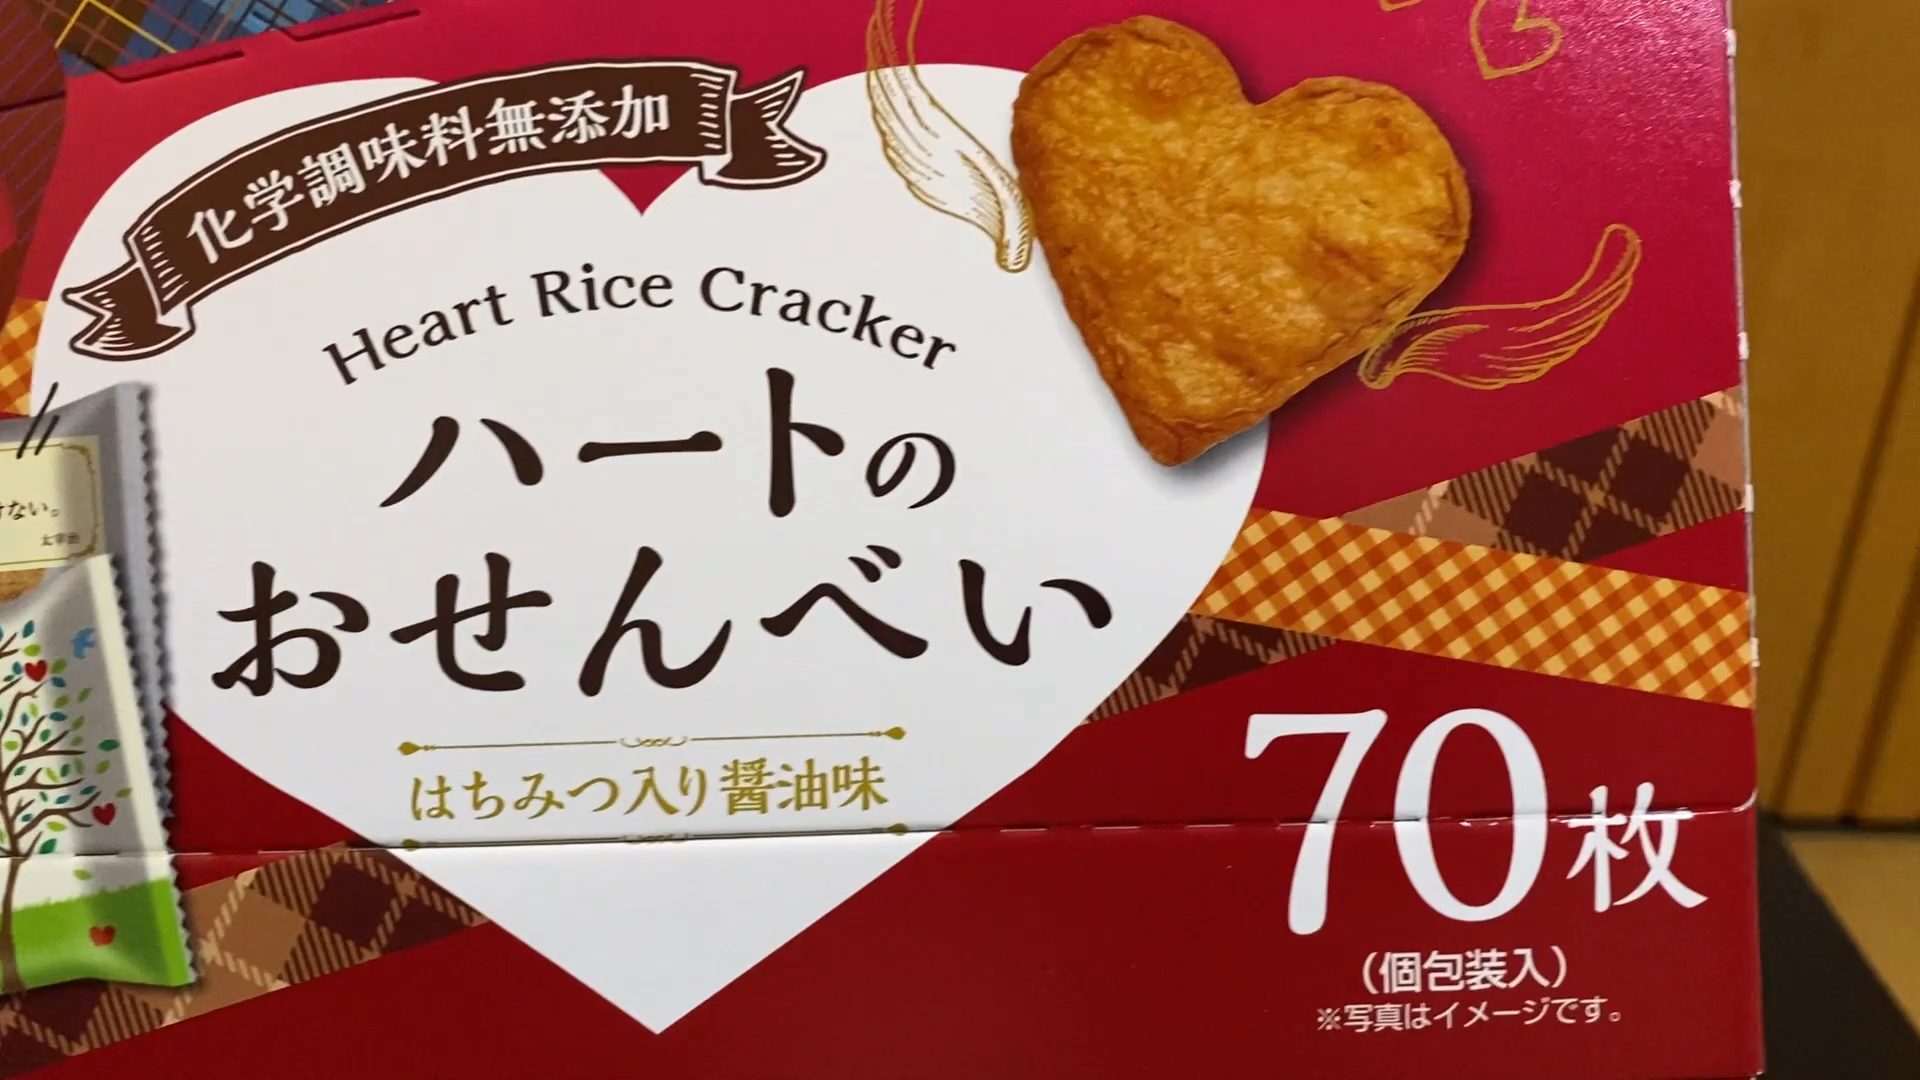 化学調味料無添加
Heart Rice Cracker
ハートの
おせんべい
はちみつ入り醤油味
70枚
（個包装入）
※写真はイメージです。
ない。